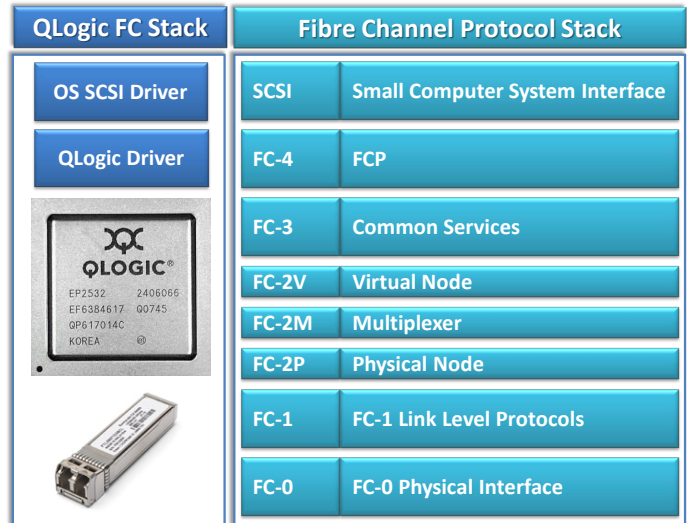 QLogic FC Stack
Fibre Channel Protocol Stack
OS SCSI Driver
SCSI Small Computer System Interface
QLogic Driver
FC-4 FCP
QLOGIC®
EP2532 2406066
EF6384617 Q0745
QP617014C
KOREA
FC-3 Common Services
FC-2V Virtual Node
FC-2M Multiplexer
FC-2P Physical Node
FC-1 FC-1 Link Level Protocols
FC-0 FC-0 Physical Interface